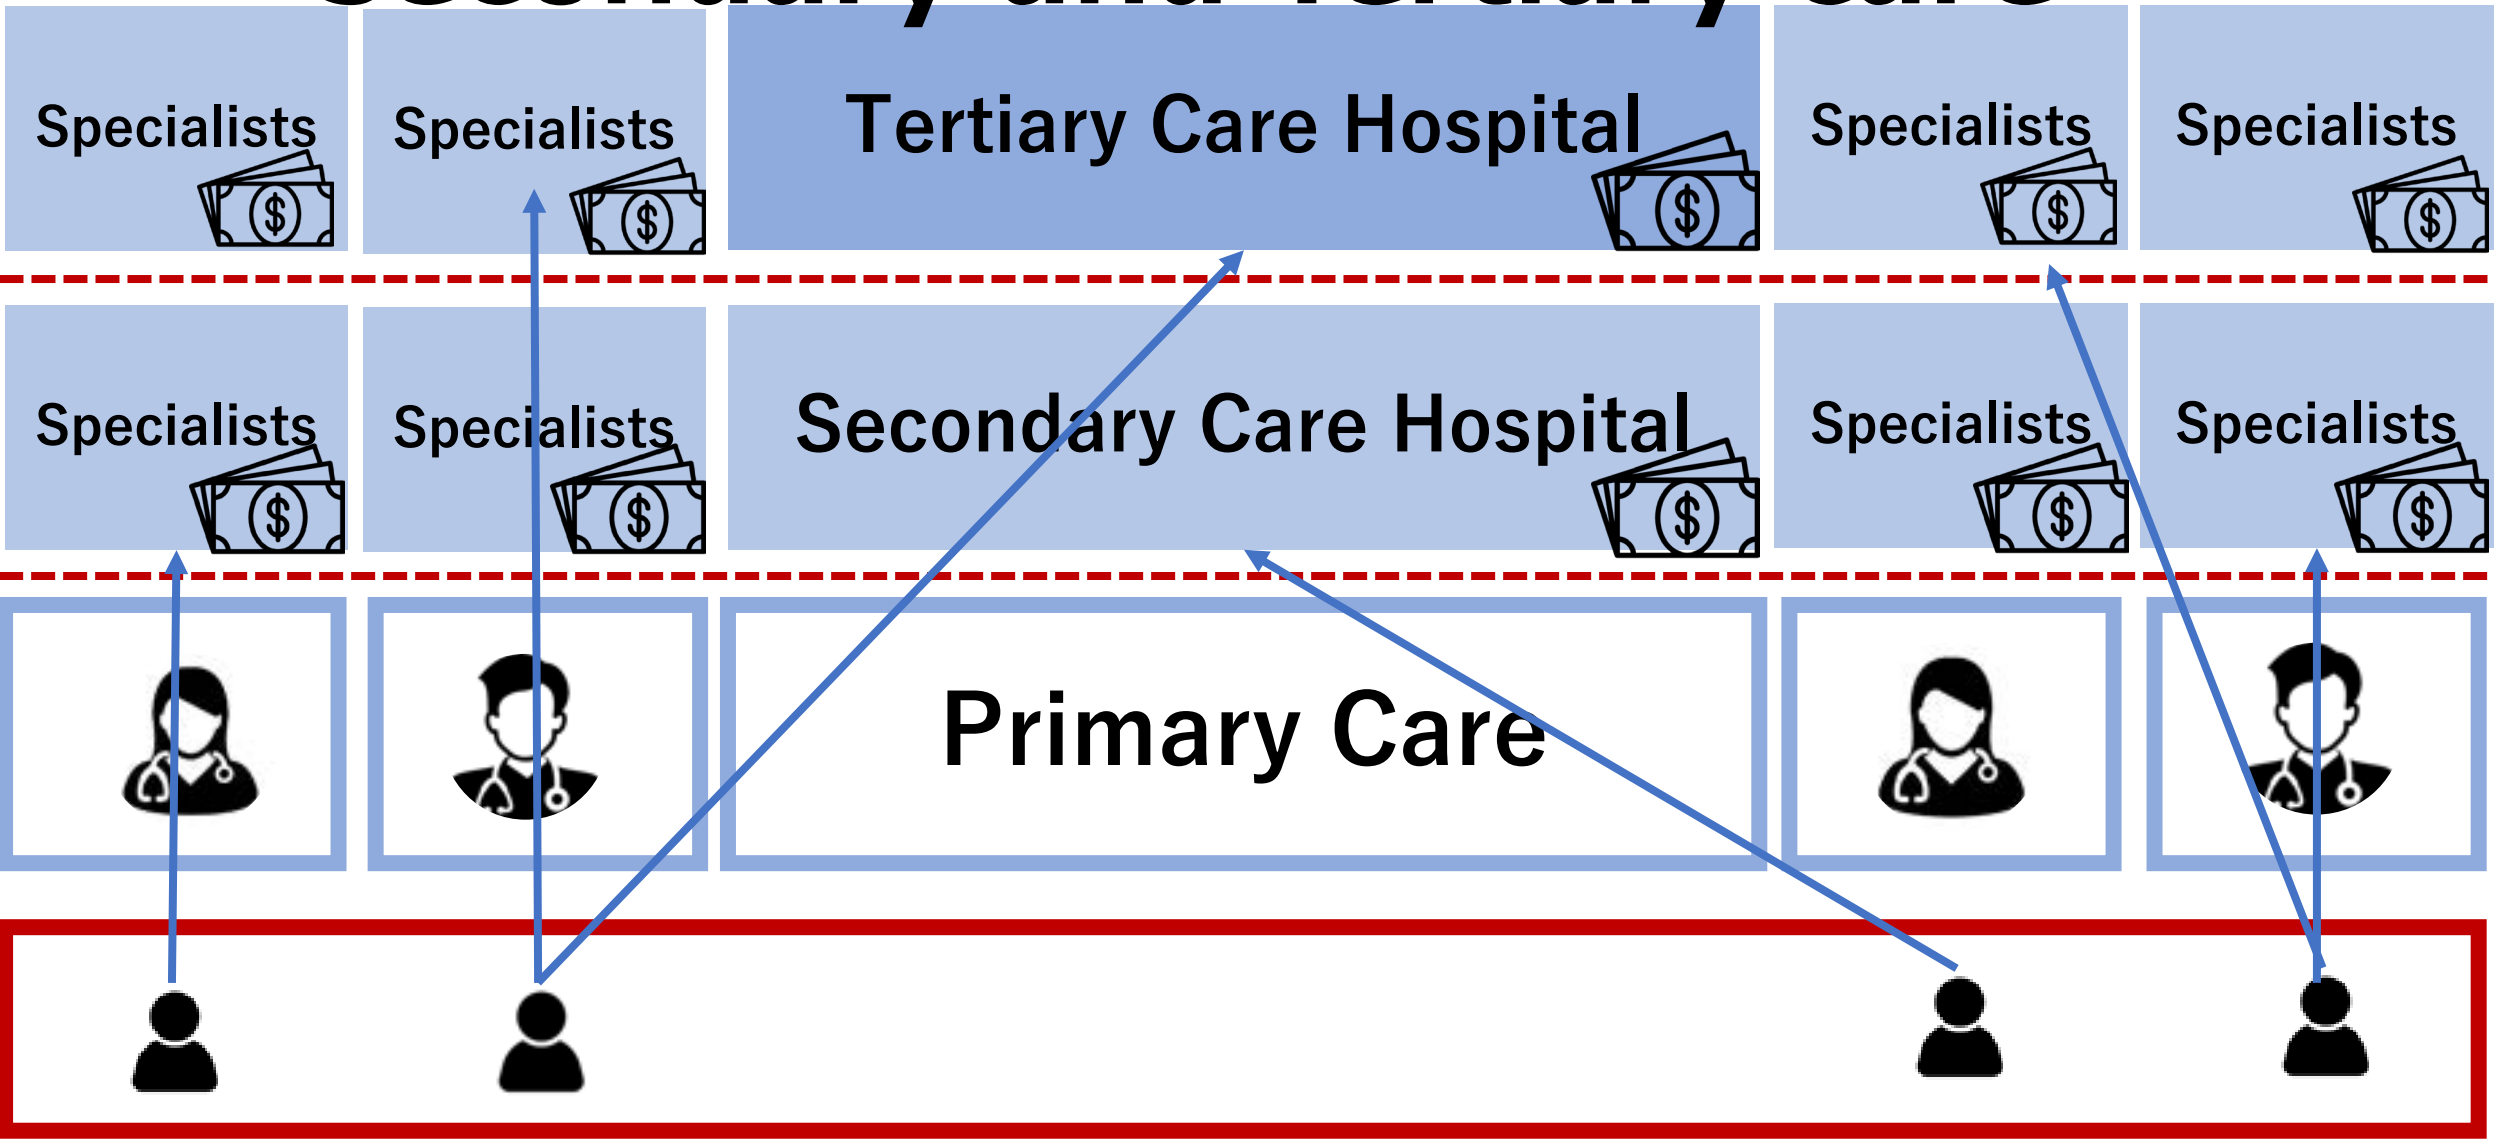 Specialists
Specialists
Tertiary Care Hospital
Specialists
Specialists
Specialists
Specialists
Secondary Care Hospital
Specialists
Specialists
Primary Care